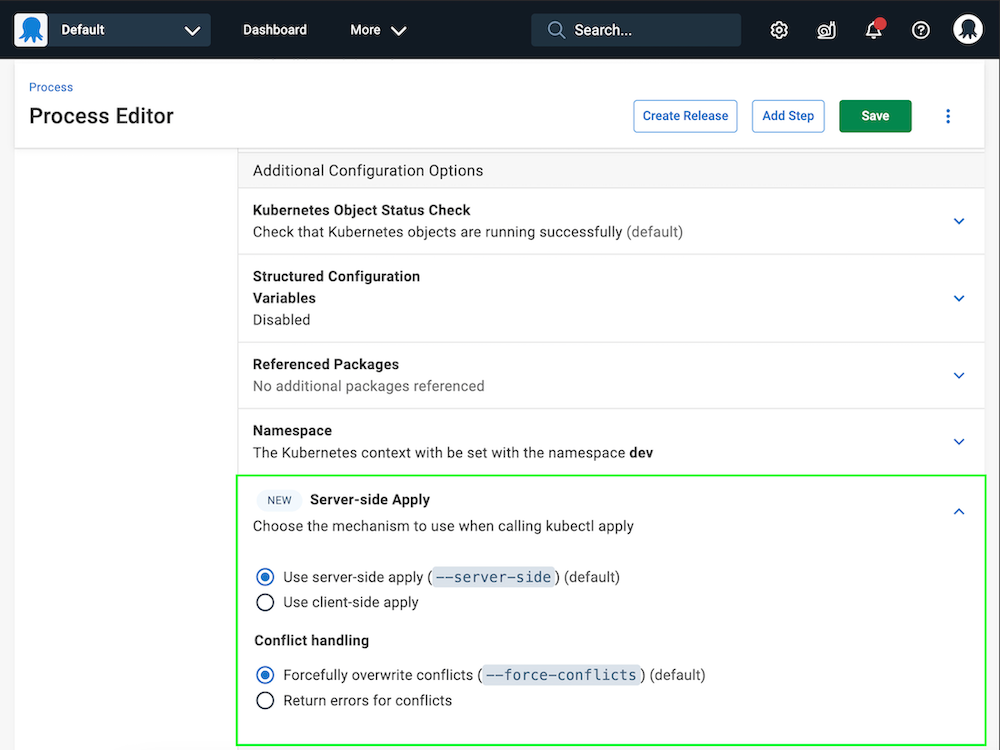 Default
Dashboard
More
Search...
Process
Process Editor
Create Release
Add Step
Save
Additional Configuration Options
Kubernetes Object Status Check
Check that Kubernetes objects are running successfully (default)
Structured Configuration
Variables
Disabled
Referenced Packages
No additional packages referenced
Namespace
The Kubernetes context with be set with the namespace dev
NEW Server-side Apply
Choose the mechanism to use when calling kubectl apply
Use server-side apply (--server-side) (default)
Use client-side apply
Conflict handling
Forcefully overwrite conflicts (--force-conflicts) (default)
Return errors for conflicts